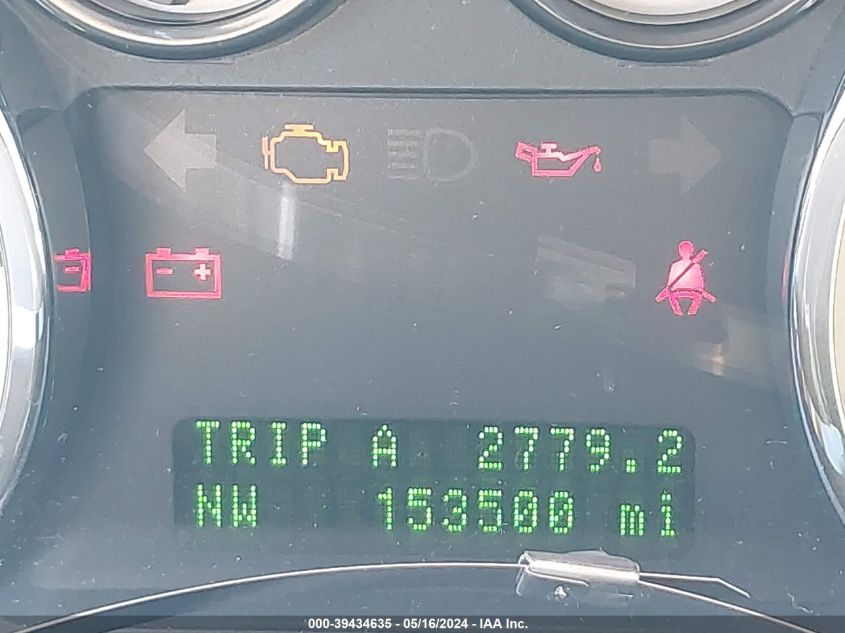 TRIP A 2779.2
NW 153500 mi
000-39434635 - 05/16/2024 - IAA Inc.